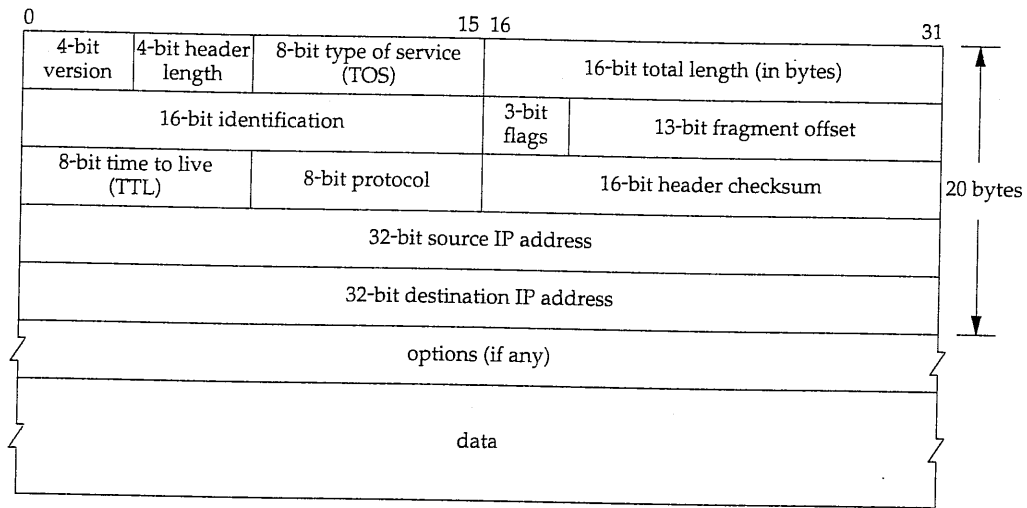 0 15 16 31
4-bit version
4-bit header length
8-bit type of service (TOS)
16-bit total length (in bytes)
16-bit identification
3-bit flags
13-bit fragment offset
8-bit time to live (TTL)
8-bit protocol
16-bit header checksum
20 bytes
32-bit source IP address
32-bit destination IP address
options (if any)
data